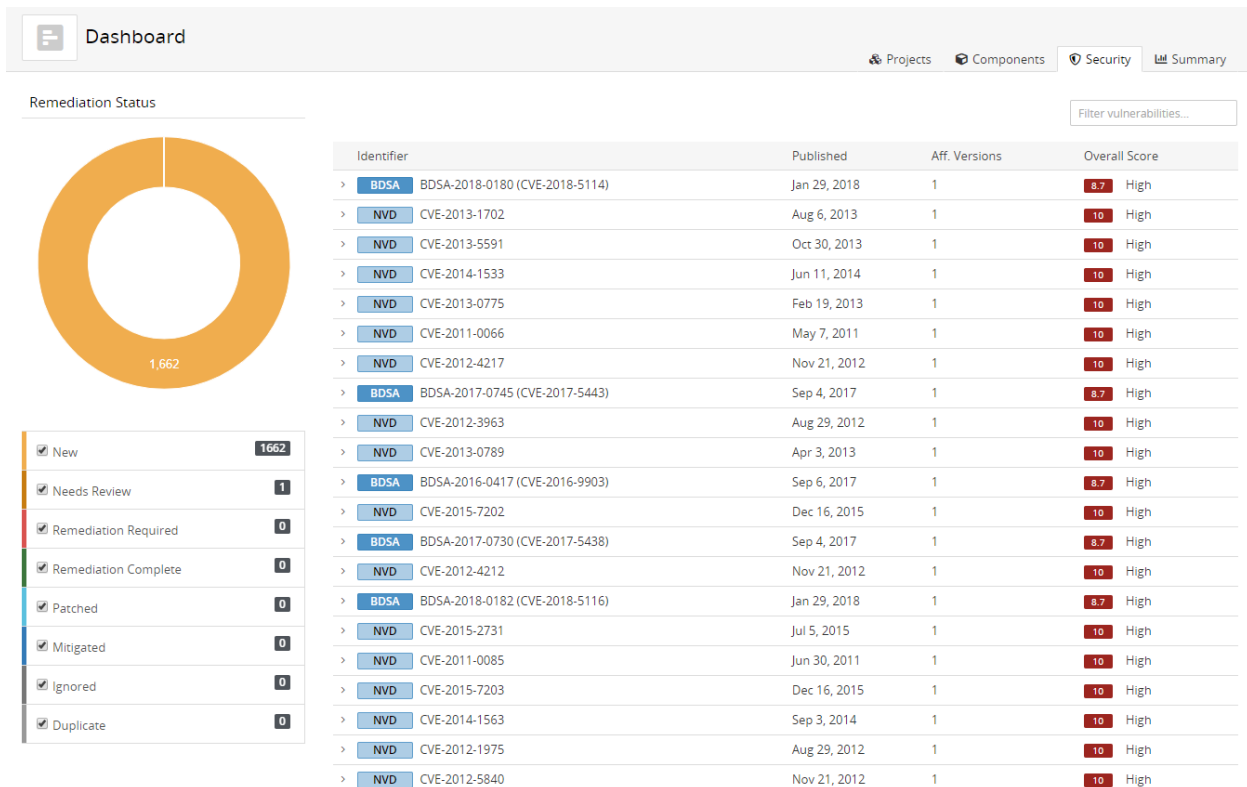 Dashboard
Projects Components Security Summary
Remediation Status
Filter vulnerabilities...
1,662
New 1662
Needs Review 1
Remediation Required 0
Remediation Complete 0
Patched 0
Mitigated 0
Ignored 0
Duplicate 0
Identifier Published Aff. Versions Overall Score
BDSA BDSA-2018-0180 (CVE-2018-5114) Jan 29, 2018 1 8.7 High
NVD CVE-2013-1702 Aug 6, 2013 1 10 High
NVD CVE-2013-5591 Oct 30, 2013 1 10 High
NVD CVE-2014-1533 Jun 11, 2014 1 10 High
NVD CVE-2013-0775 Feb 19, 2013 1 10 High
NVD CVE-2011-0066 May 7, 2011 1 10 High
NVD CVE-2012-4217 Nov 21, 2012 1 10 High
BDSA BDSA-2017-0745 (CVE-2017-5443) Sep 4, 2017 1 8.7 High
NVD CVE-2012-3963 Aug 29, 2012 1 10 High
NVD CVE-2013-0789 Apr 3, 2013 1 10 High
BDSA BDSA-2016-0417 (CVE-2016-9903) Sep 6, 2017 1 8.7 High
NVD CVE-2015-7202 Dec 16, 2015 1 10 High
BDSA BDSA-2017-0730 (CVE-2017-5438) Sep 4, 2017 1 8.7 High
NVD CVE-2012-4212 Nov 21, 2012 1 10 High
BDSA BDSA-2018-0182 (CVE-2018-5116) Jan 29, 2018 1 8.7 High
NVD CVE-2015-2731 Jul 5, 2015 1 10 High
NVD CVE-2011-0085 Jun 30, 2011 1 10 High
NVD CVE-2015-7203 Dec 16, 2015 1 10 High
NVD CVE-2014-1563 Sep 3, 2014 1 10 High
NVD CVE-2012-1975 Aug 29, 2012 1 10 High
NVD CVE-2012-5840 Nov 21, 2012 1 10 High